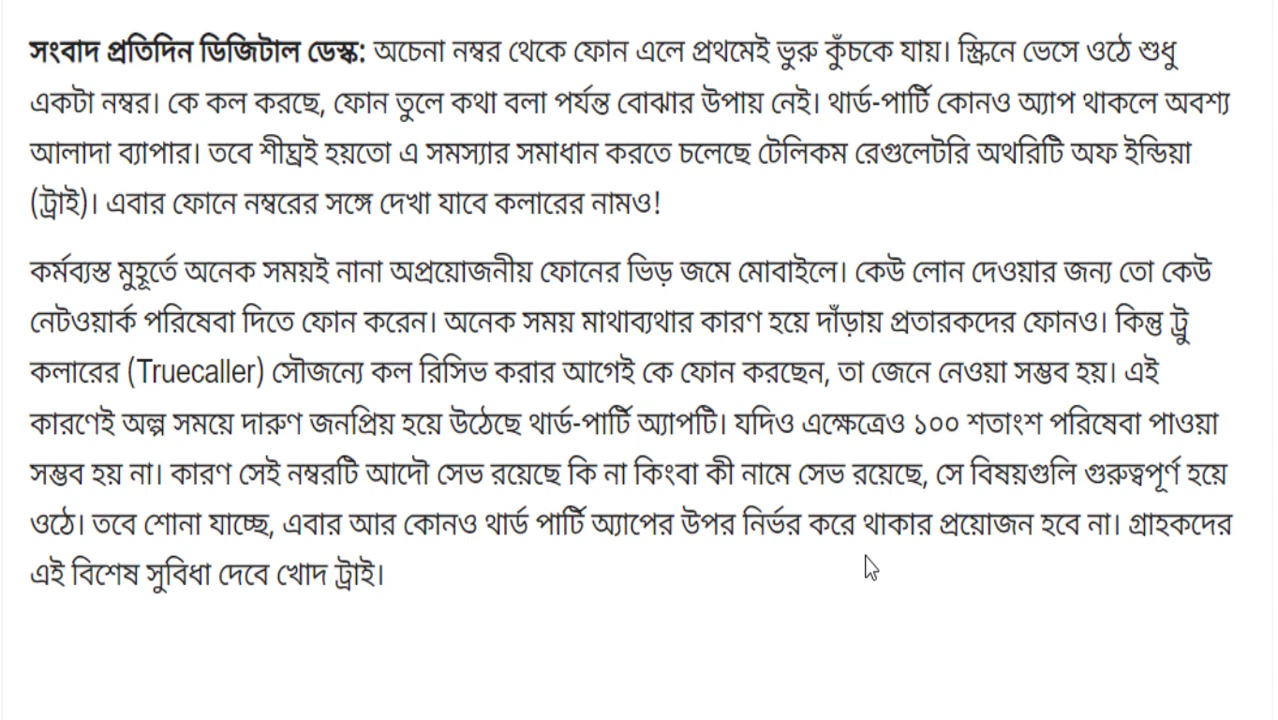 সংবাদ প্রতিদিন ডিজিটাল ডেস্ক: অচেনা নম্বর থেকে ফোন এলে প্রথমেই ভুরু কুঁচকে যায়। স্ক্রিনে ভেসে ওঠে শুধু
একটা নম্বর। কে কল করছে, ফোন তুলে কথা বলা পর্যন্ত বোঝার উপায় নেই। থার্ড-পার্টি কোনও অ্যাপ থাকলে অবশ্য
আলাদা ব্যাপার। তবে শীঘ্রই হয়তো এ সমস্যার সমাধান করতে চলেছে টেলিকম রেগুলেটরি অথরিটি অফ ইন্ডিয়া
(ট্রাই)। এবার ফোনে নম্বরের সঙ্গে দেখা যাবে কলারের নামও!
কর্মব্যস্ত মুহূর্তে অনেক সময়ই নানা অপ্রয়োজনীয় ফোনের ভিড় জমে মোবাইলে। কেউ লোন দেওয়ার জন্য তো কেউ
নেটওয়ার্ক পরিষেবা দিতে ফোন করেন। অনেক সময় মাথাব্যথার কারণ হয়ে দাঁড়ায় প্রতারকদের ফোনও। কিন্তু ট্রু
কলারের (Truecaller) সৌজন্যে কল রিসিভ করার আগেই কে ফোন করছেন, তা জেনে নেওয়া সম্ভব হয়। এই
কারণেই অল্প সময়ে দারুণ জনপ্রিয় হয়ে উঠেছে থার্ড-পার্টি অ্যাপটি। যদিও এক্ষেত্রেও ১০০ শতাংশ পরিষেবা পাওয়া
সম্ভব হয় না। কারণ সেই নম্বরটি আদৌ সেভ রয়েছে কি না কিংবা কী নামে সেভ রয়েছে, সে বিষয়গুলি গুরুত্বপূর্ণ হয়ে
ওঠে। তবে শোনা যাচ্ছে, এবার আর কোনও থার্ড পার্টি অ্যাপের উপর নির্ভর করে থাকার প্রয়োজন হবে না। গ্রাহকদের
এই বিশেষ সুবিধা দেবে খোদ ট্রাই।